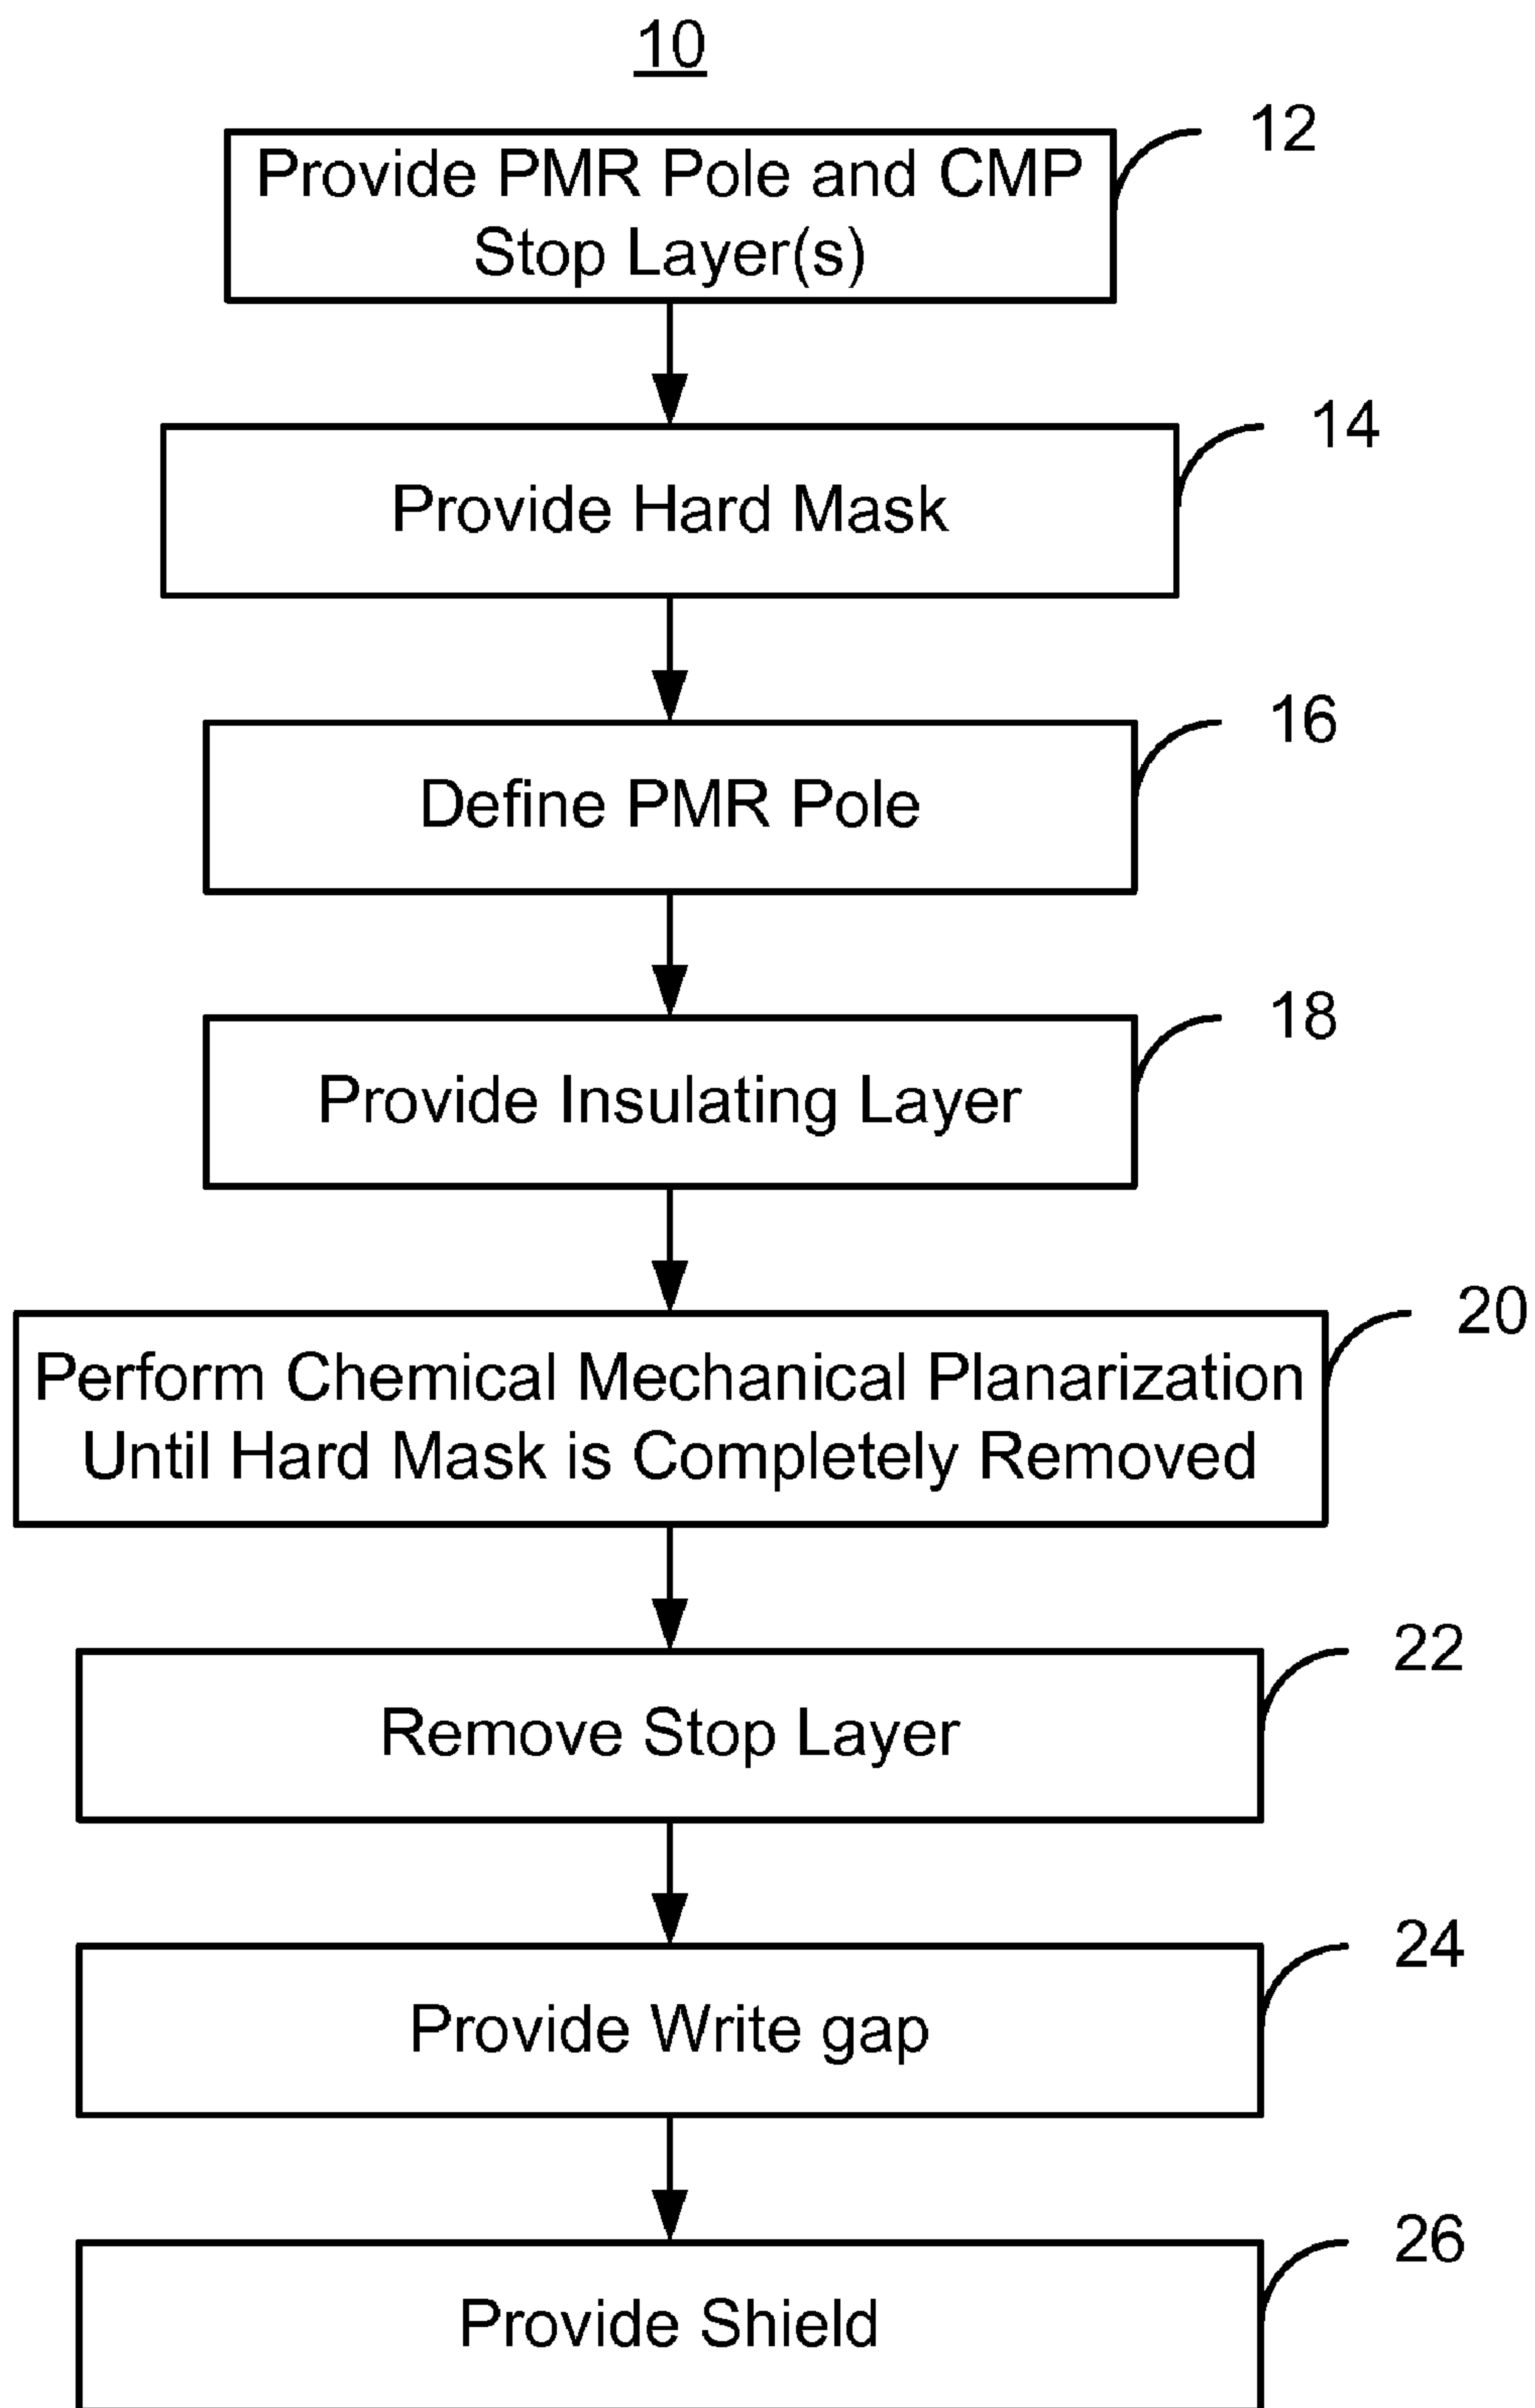 10
12
Provide PMR Pole and CMP
Stop Layer(s)
14
Provide Hard Mask
16
Define PMR Pole
18
Provide Insulating Layer
20
Perform Chemical Mechanical Planarization
Until Hard Mask is Completely Removed
22
Remove Stop Layer
24
Provide Write gap
26
Provide Shield